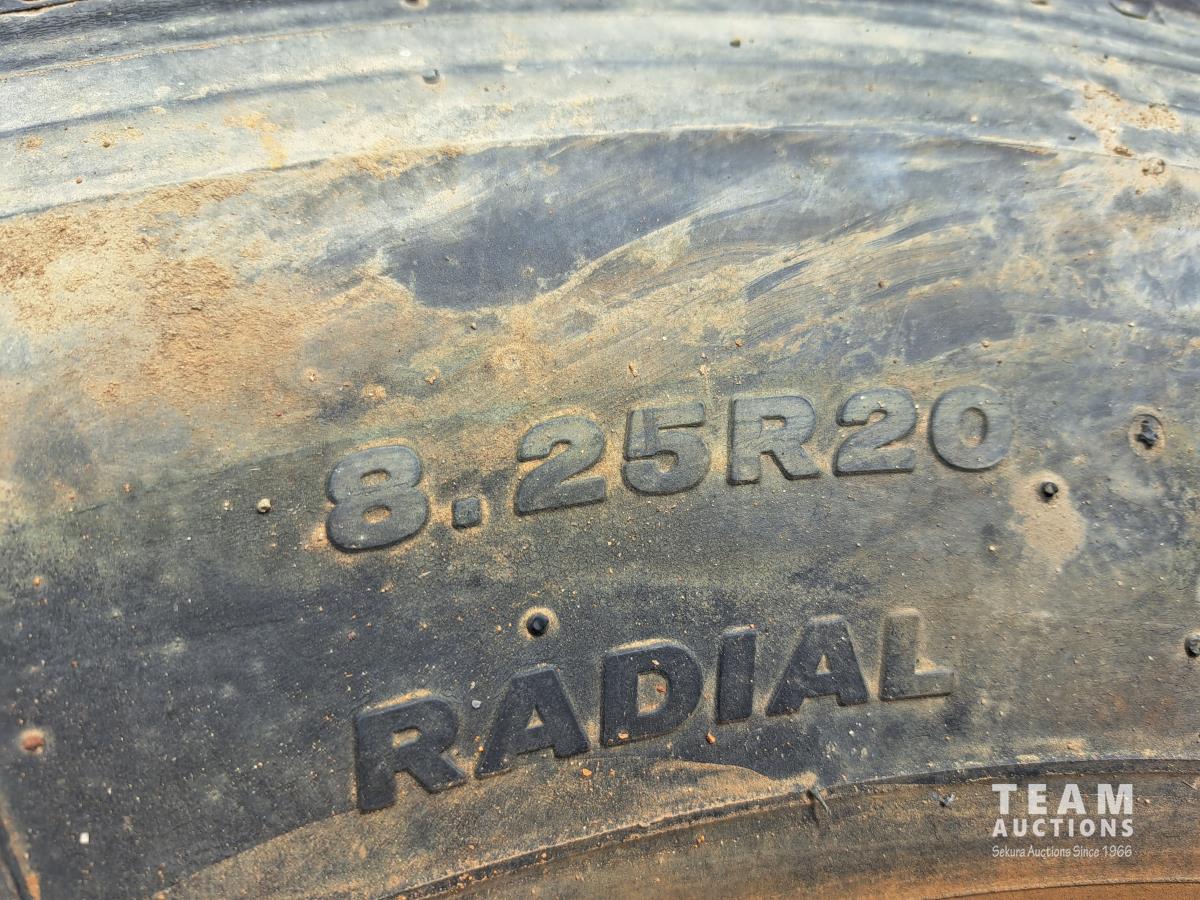 8.25R20
RADIAL
TEAM
AUCTIONS
Sekura Auctions Since 1966